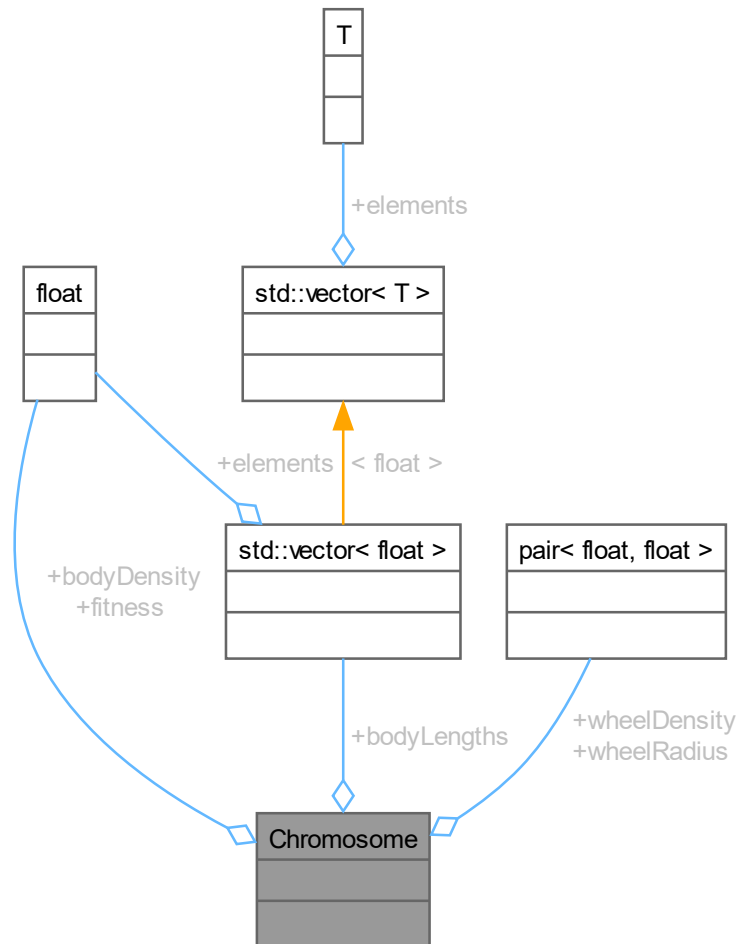 T
+elements
float
std::vector< T >
+elements
< float >
std::vector< float >
pair< float, float >
+bodyDensity
+fitness
+bodyLengths
+wheelDensity
+wheelRadius
Chromosome